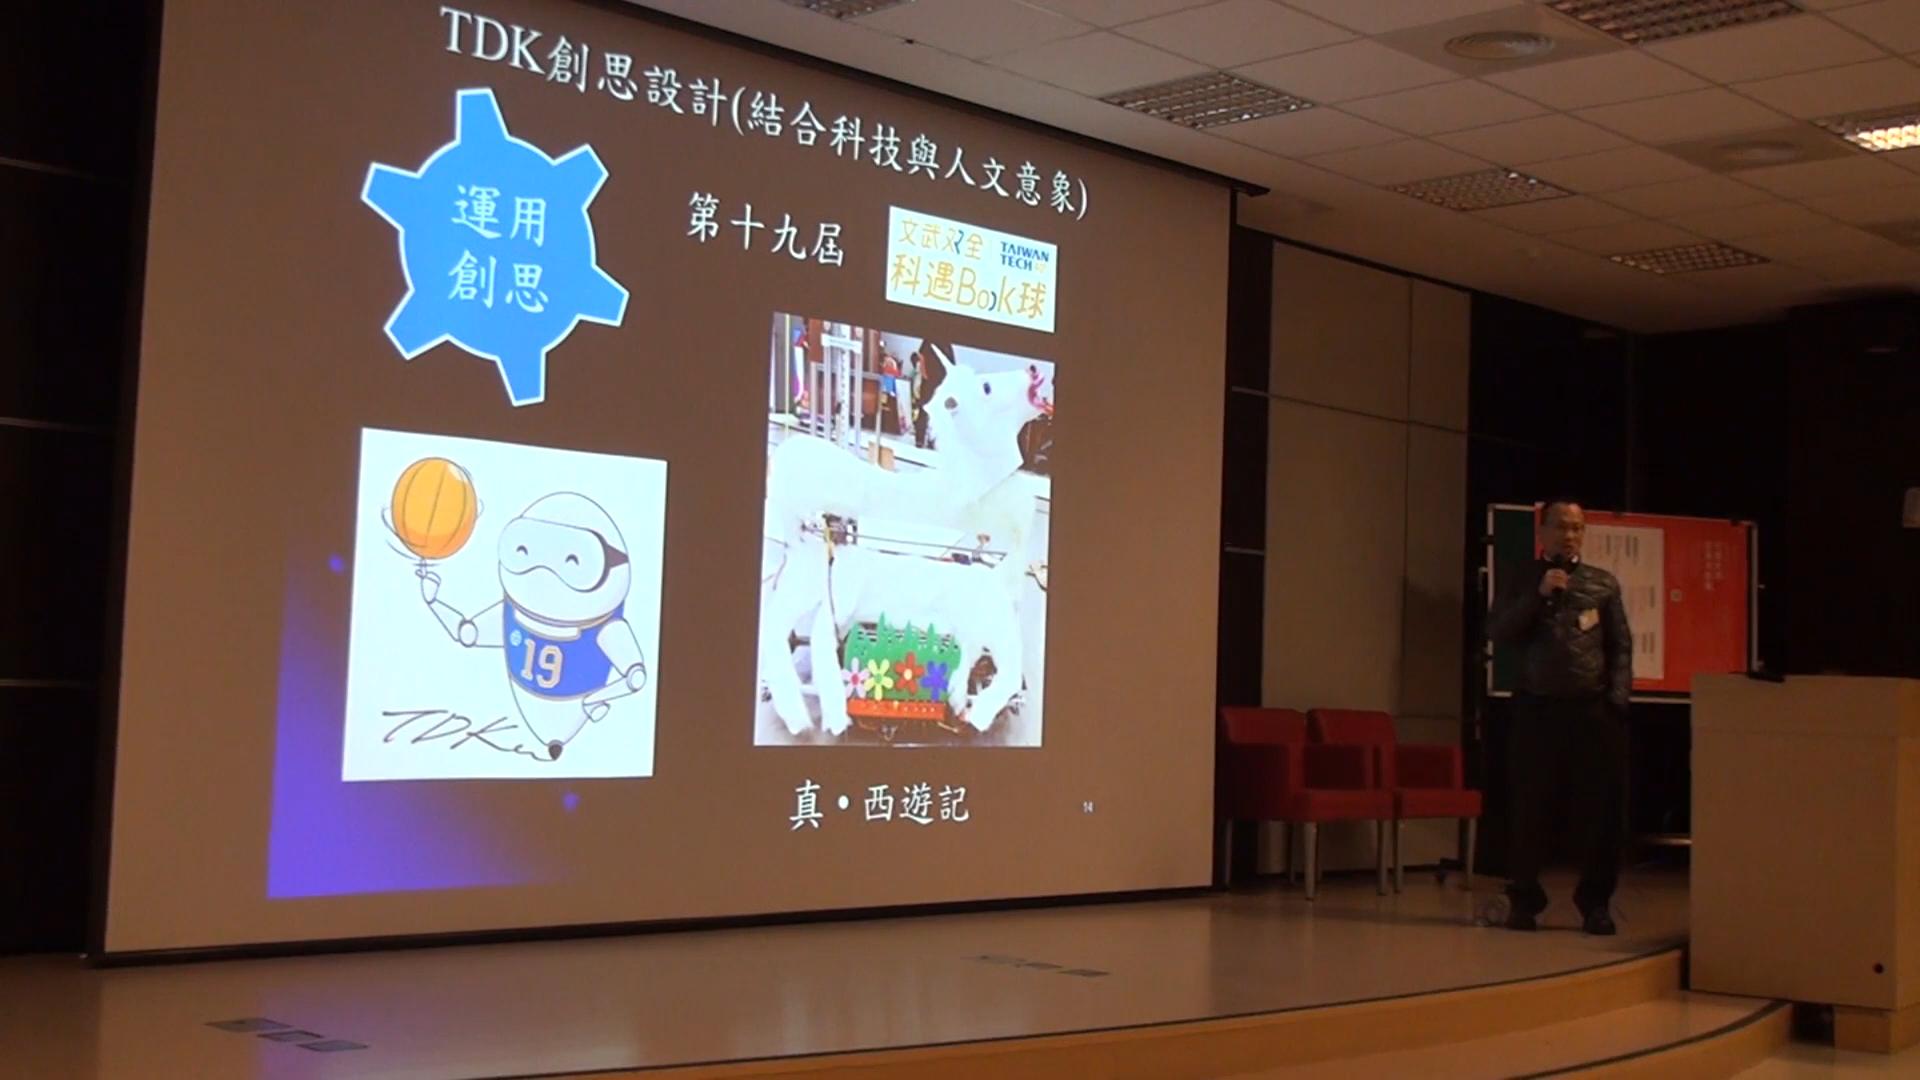 TDK創思設計(結合科技與人文意象)
運用
創思
第十九屆
文武双全
TAIWAN
TECH
科遇BooK球
19
TDK
真•西遊記
14